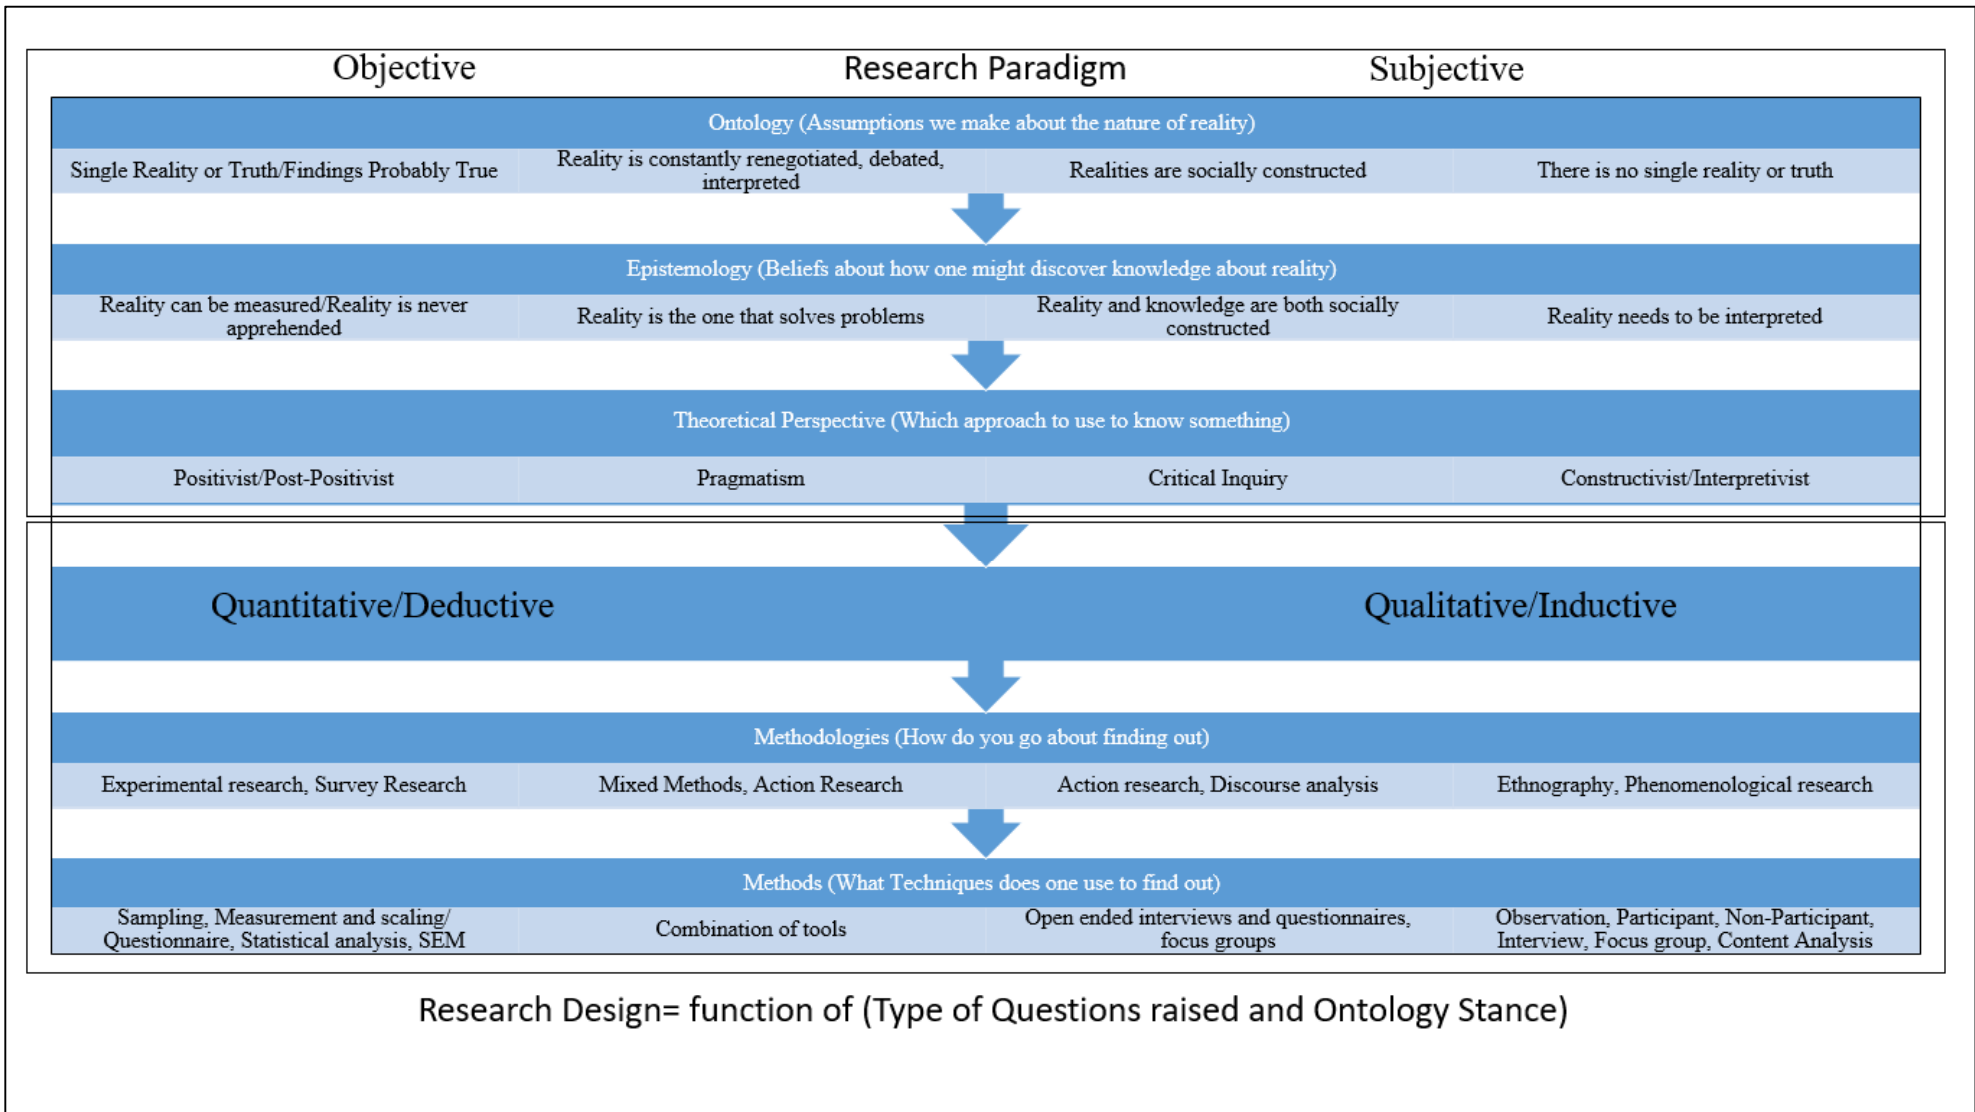 Objective
Research Paradigm
Subjective
Ontology (Assumptions we make about the nature of reality)
Single Reality or Truth/Findings Probably True
Reality is constantly renegotiated, debated,
interpreted
Realities are socially constructed
There is no single reality or truth
Epistemology (Beliefs about how one might discover knowledge about reality)
Reality can be measured/Reality is never
apprehended
Reality is the one that solves problems
Reality and knowledge are both socially
constructed
Reality needs to be interpreted
Theoretical Perspective (Which approach to use to know something)
Positivist/Post-Positivist
Pragmatism
Critical Inquiry
Constructivist/Interpretivist
Quantitative/Deductive
Qualitative/Inductive
Methodologies (How do you go about finding out)
Experimental research, Survey Research
Mixed Methods, Action Research
Action research, Discourse analysis
Ethnography, Phenomenological research
Methods (What Techniques does one use to find out)
Sampling, Measurement and scaling/
Questionnaire, Statistical analysis, SEM
Combination of tools
Open ended interviews and questionnaires,
focus groups
Observation, Participant, Non-Participant,
Interview, Focus group, Content Analysis
Research Design= function of (Type of Questions raised and Ontology Stance)